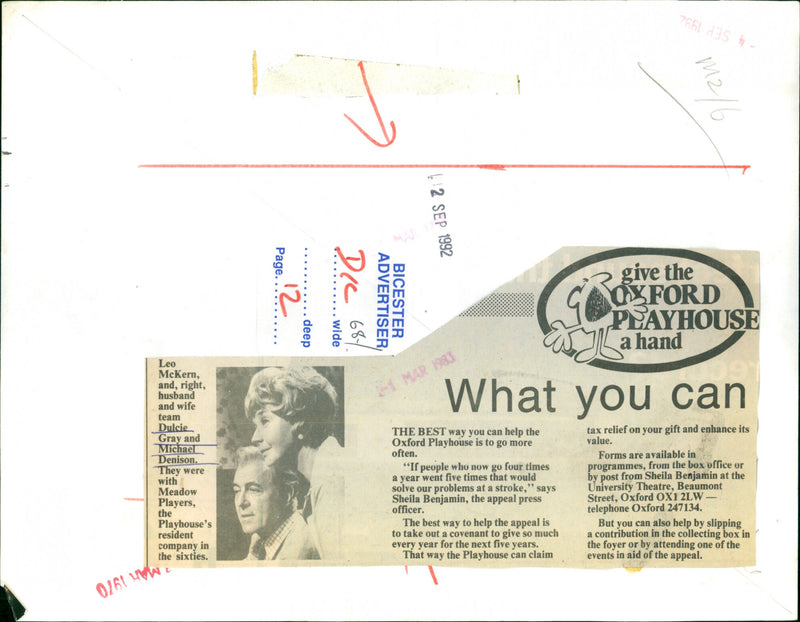 - 4 SEP 1992
M2/6
12 SEP 1992
BICESTER
ADVERTISER
D/C 68-/
wide
deep
Page 12
1 MAR 1983
MAR 1970
give the
OXFORD
PLAYHOUSE
a hand
What you can
Leo
McKern,
and, right,
husband
and wife
team
Dulcie
Gray and
Michael
Denison.
They were
with
Meadow
Players,
the
Playhouse's
resident
company in
the sixties.
THE BEST way you can help the
Oxford Playhouse is to go more
often.
"If people who now go four times
a year went five times that would
solve our problems at a stroke," says
Sheila Benjamin, the appeal press
officer.
The best way to help the appeal is
to take out a covenant to give so much
every year for the next five years.
That way the Playhouse can claim
tax relief on your gift and enhance its
value.
Forms are available in
programmes, from the box office or
by post from Sheila Benjamin at the
University Theatre, Beaumont
Street, Oxford OX1 2LW —
telephone Oxford 247134.
But you can also help by slipping
a contribution in the collecting box in
the foyer or by attending one of the
events in aid of the appeal.